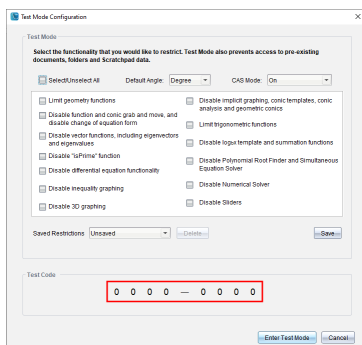 Test Mode Configuration
Test Mode
Select the functionality that you would like to restrict. Test Mode also prevents access to pre-existing
documents, folders and Scratchpad data.
Select/Unselect All Default Angle: Degree CAS Mode: On
Limit geometry functions
Disable function and conic grab and move, and
disable change of equation form
Disable vector functions, including eigenvectors
and eigenvalues
Disable "isPrime" function
Disable differential equation functionality
Disable inequality graphing
Disable 3D graphing
Disable implicit graphing, conic templates, conic
analysis and geometric conics
Limit trigonometric functions
Disable template and summation functions
Disable Polynomial Root Finder and Simultaneous
Equation Solver
Disable Numerical Solver
Disable Sliders
Saved Restrictions Unsaved Delete Save
Test Code
0 0 0 0 — 0 0 0 0
Enter Test Mode Cancel